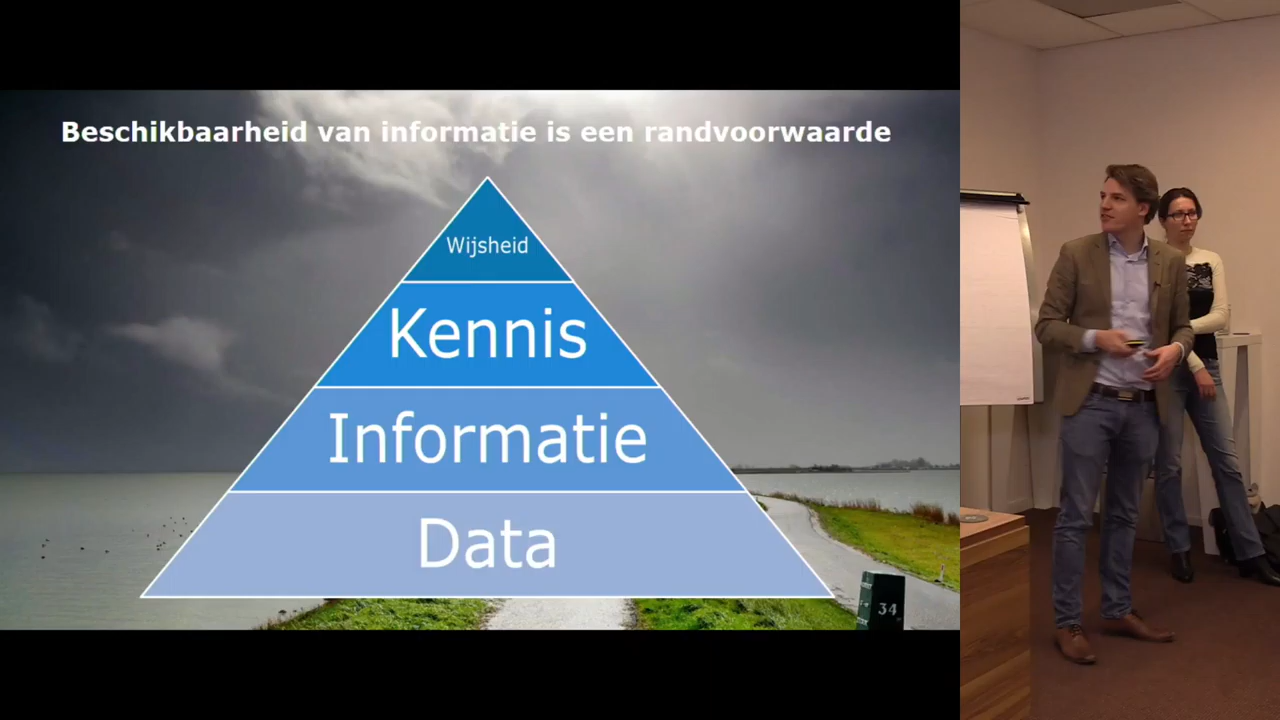 Beschikbaarheid van informatie is een randvoorwaarde
Wijsheid
Kennis
Informatie
Data
34